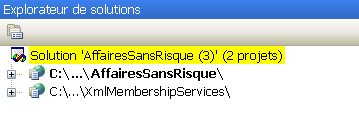 Explorateur de solutions
Solution 'AffairesSansRisque (3)' (2 projets)
C:\...\AffairesSansRisque\
C:\...\XmlMembershipServices\